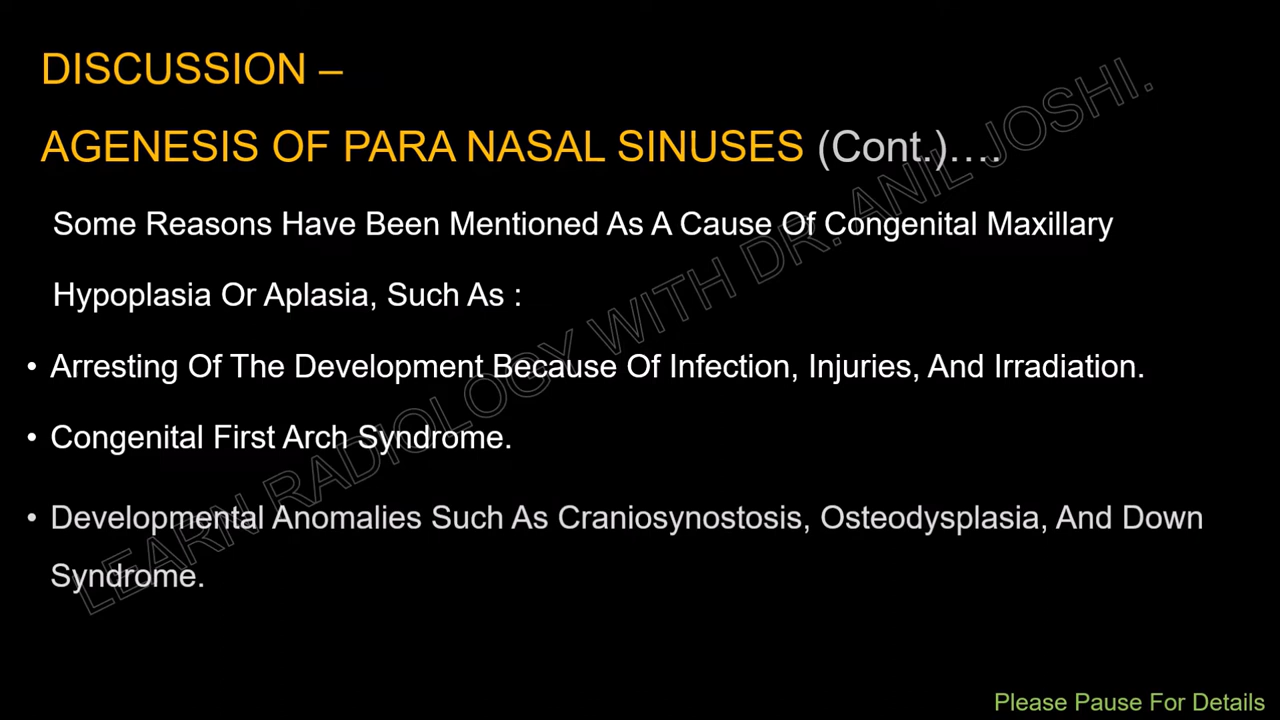 DISCUSSION –
AGENESIS OF PARA NASAL SINUSES (Cont.)….
Some Reasons Have Been Mentioned As A Cause Of Congenital Maxillary
Hypoplasia Or Aplasia, Such As :
• Arresting Of The Development Because Of Infection, Injuries, And Irradiation.
• Congenital First Arch Syndrome.
• Developmental Anomalies Such As Craniosynostosis, Osteodysplasia, And Down
Syndrome.
LEARN RADIOLOGY WITH DR. ANIL JOSHI.
Please Pause For Details